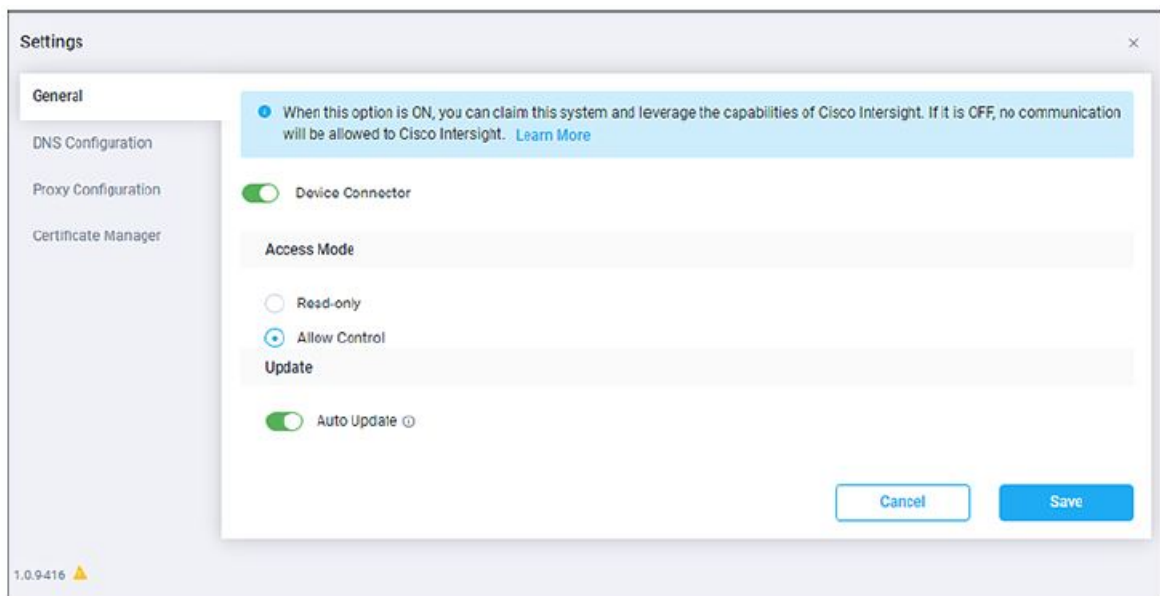 Settings
General
When this option is ON, you can claim this system and leverage the capabilities of Cisco Intersight. If it is OFF, no communication
will be allowed to Cisco Intersight. Learn More
DNS Configuration
Proxy Configuration
Device Connector
Certificate Manager
Access Mode
Read-only
Allow Control
Update
Auto Update
Cancel
Save
1.0.9-416